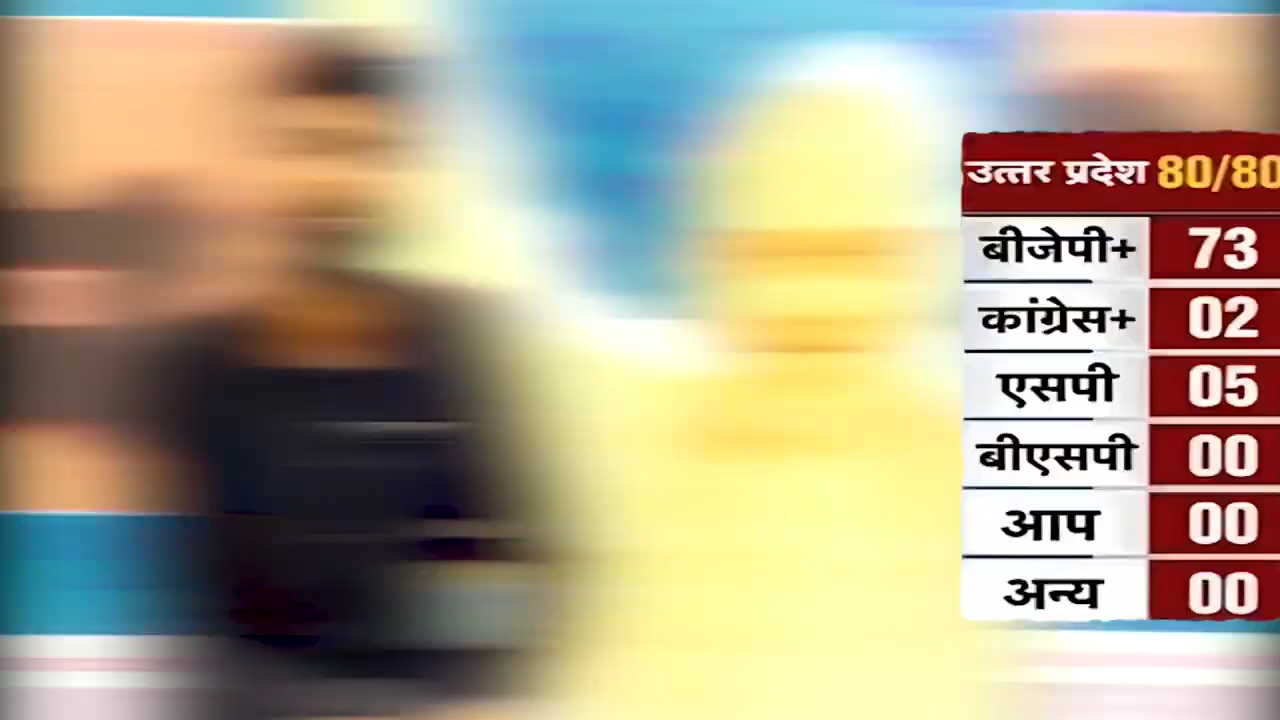 उत्तर प्रदेश 80/80
बीजेपी+ 73
कांग्रेस+ 02
एसपी 05
बीएसपी 00
आप 00
अन्य 00